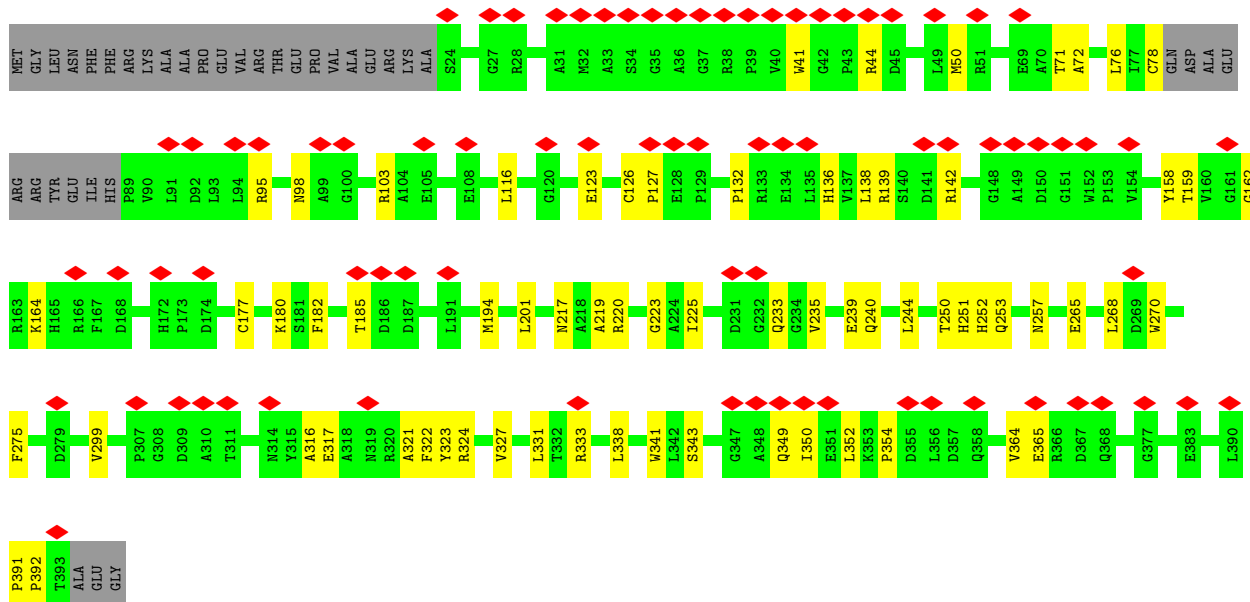 MET GLY LEU ASN PHE PHE ARG LYS ALA ALA PRO GLU VAL ARG THR GLU PRO VAL ALA GLU ARG LYS ALA S24 G27 R28 A31 M32 A33 S34 G35 A36 G37 R38 P39 V40 W41 G42 P43 R44 D45 L49 M50 R51 E69 A70 T71 A72 L76 I77 C78 GLN ASP ALA GLU
ARG ARG TYR GLU ILE HIS P89 V90 L91 D92 L93 L94 R95 N98 A99 G100 R103 A104 E105 E108 L116 G120 E123 C126 P127 E128 P129 P132 R133 E134 L135 H136 V137 L138 R139 S140 D141 R142 G148 A149 D150 G151 W152 P153 V154 Y158 T159 V160 G161 G162
R163 K164 H165 R166 F167 D168 H172 P173 D174 C177 K180 S181 F182 T185 D186 D187 L191 M194 L201 N217 A218 A219 R220 G223 A224 I225 D231 G232 Q233 G234 V235 E239 Q240 L244 T250 H251 H252 Q253 N257 E265 L268 D269 W270
F275 D279 V299 P307 G308 D309 A310 T311 N314 Y315 A316 E317 A318 N319 R320 A321 F322 Y323 R324 V327 L331 T332 R333 L338 W341 L342 S343 G347 A348 Q349 I350 E351 L352 K353 P354 D355 L356 D357 Q358 V364 E365 R366 D367 Q368 G377 E383 L390
P391 P392 T393 ALA GLU GLY